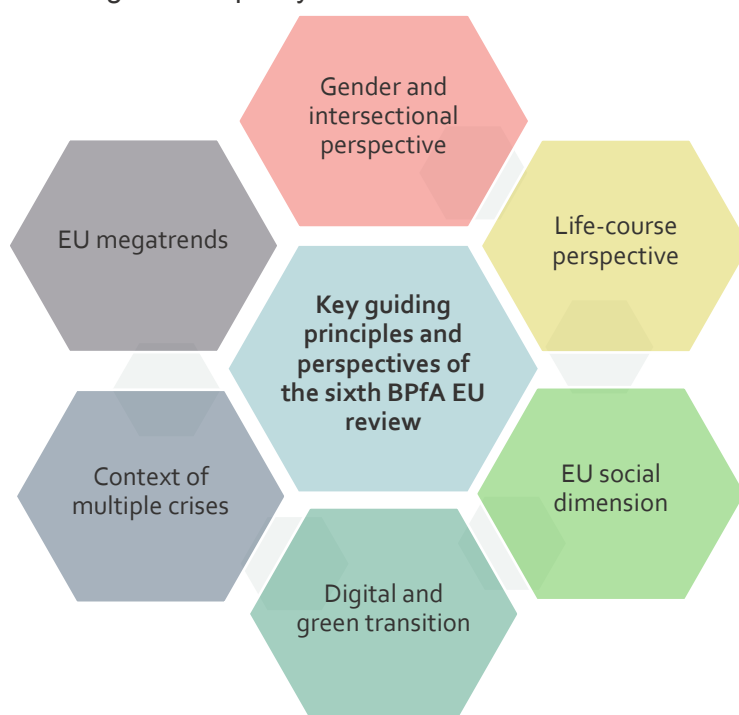 Gender and
intersectional
perspective
EU megatrends
Life-course
perspective
Key guiding
principles and
perspectives of
the sixth BPfA EU
review
Context of
multiple crises
EU social
dimension
Digital and
green transition